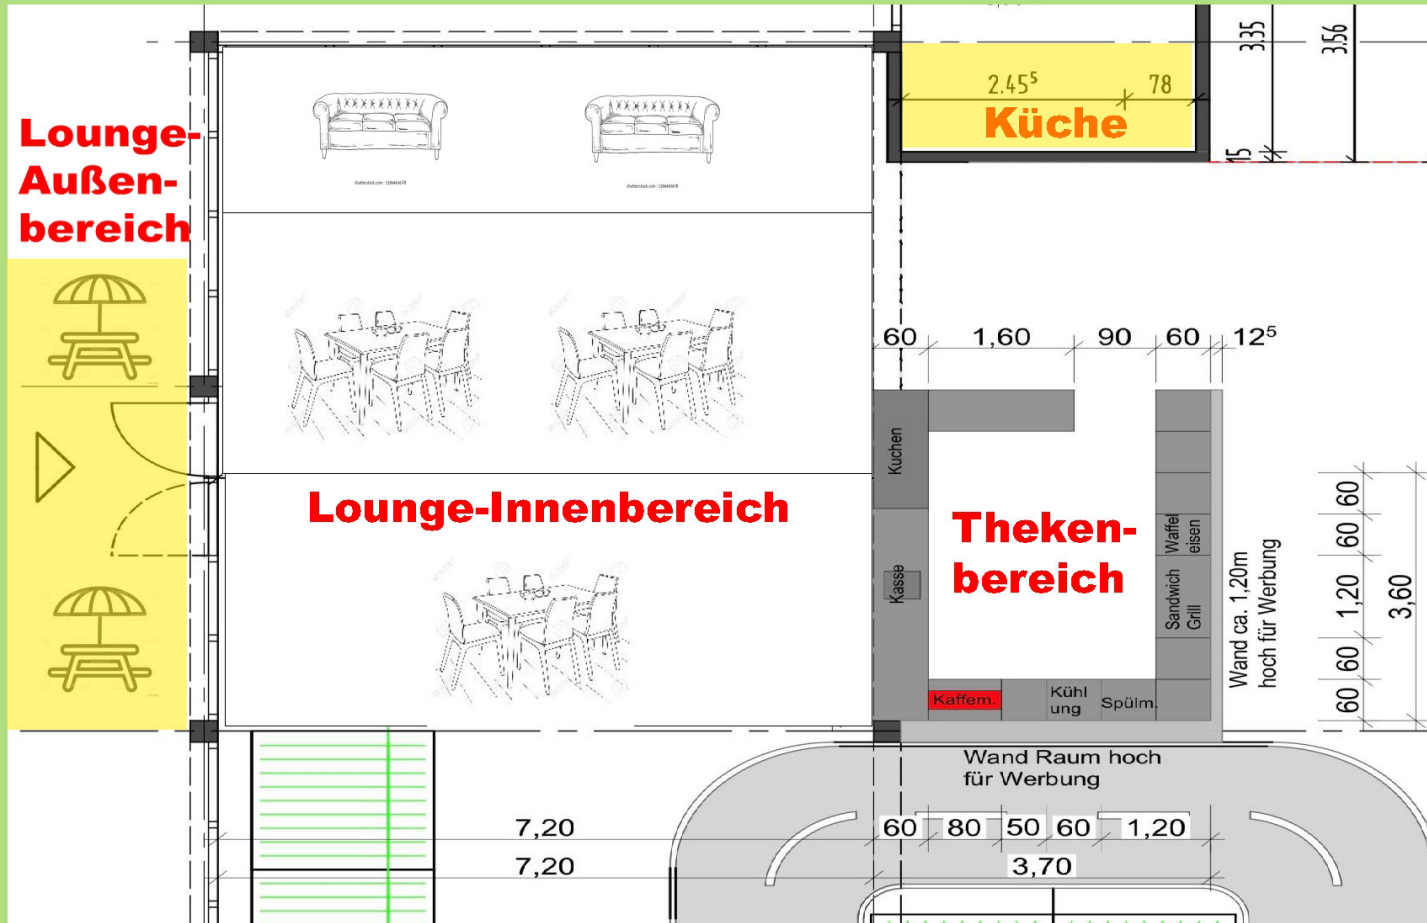 3.35
3.56
2.45⁵
78
Küche
15
Lounge-
Außen-
bereich
60
1,60
90
60
12⁵
Kuchen
Kasse
Lounge-Innenbereich
Theken-
bereich
Waffel
eisen
Sandwich
Grill
Wand ca. 1,20m
hoch für Werbung
60
60
1,20
60
60
3,60
Kaffem.
Kühl
ung
Spülm.
Wand Raum hoch
für Werbung
7,20
60
80
50
60
1,20
7,20
3,70